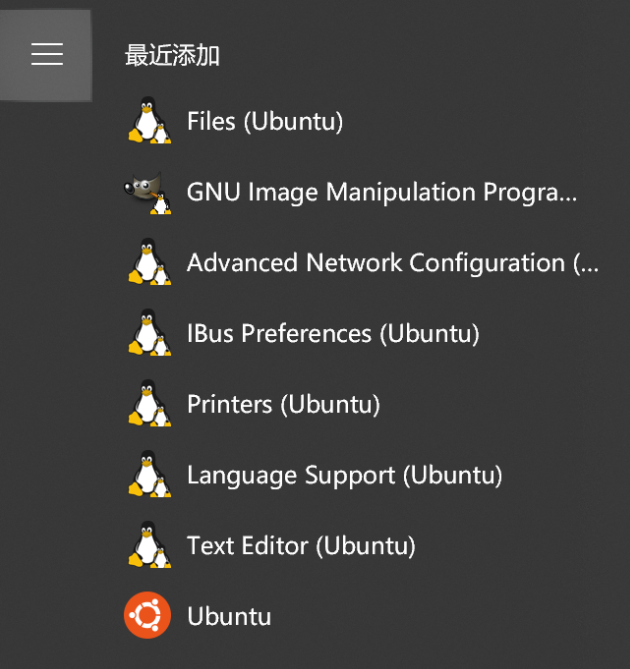 最近添加
Files (Ubuntu)
GNU Image Manipulation Progra...
Advanced Network Configuration (...
IBus Preferences (Ubuntu)
Printers (Ubuntu)
Language Support (Ubuntu)
Text Editor (Ubuntu)
Ubuntu